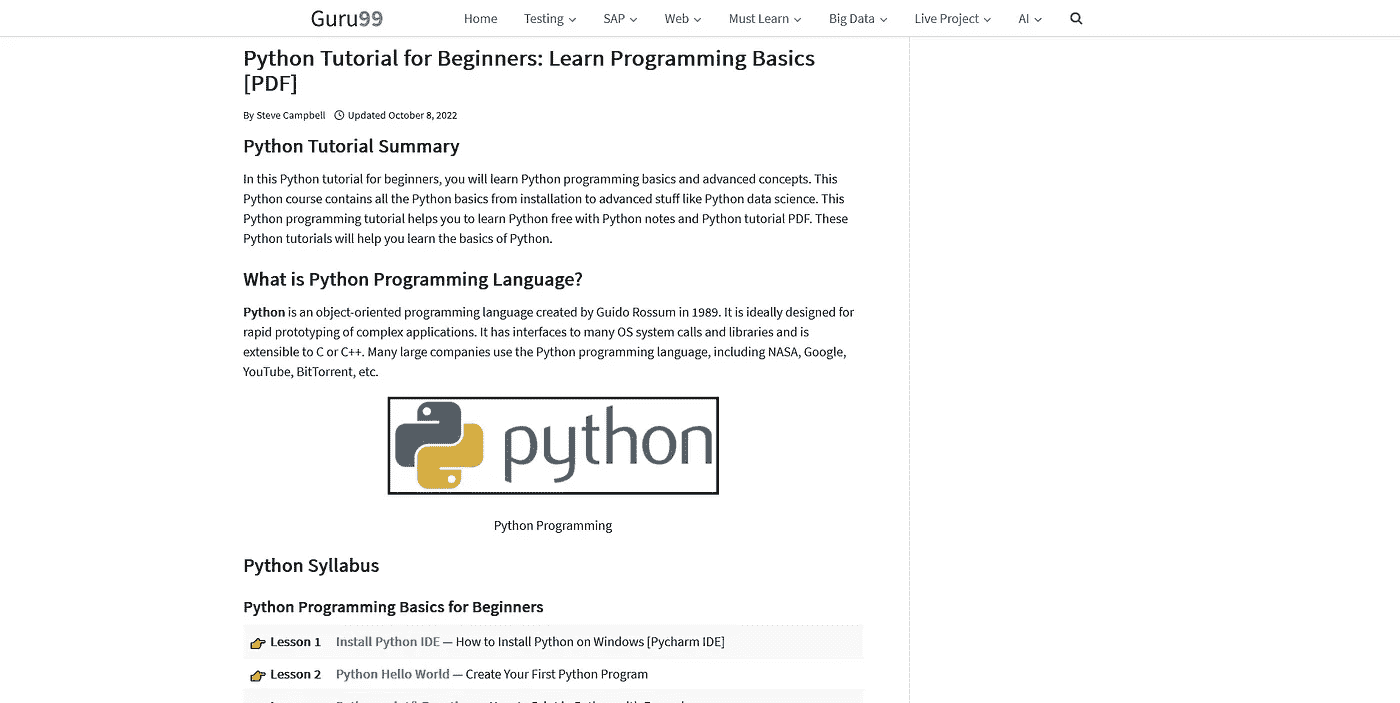 Guru99 Home Testing SAP Web Must Learn Big Data Live Project AI
Python Tutorial for Beginners: Learn Programming Basics
[PDF]
By Steve Campbell Updated October 8, 2022
Python Tutorial Summary
In this Python tutorial for beginners, you will learn Python programming basics and advanced concepts. This
Python course contains all the Python basics from installation to advanced stuff like Python data science. This
Python programming tutorial helps you to learn Python free with Python notes and Python tutorial PDF. These
Python tutorials will help you learn the basics of Python.
What is Python Programming Language?
Python is an object-oriented programming language created by Guido Rossum in 1989. It is ideally designed for
rapid prototyping of complex applications. It has interfaces to many OS system calls and libraries and is
extensible to C or C++. Many large companies use the Python programming language, including NASA, Google,
YouTube, BitTorrent, etc.
python
Python Programming
Python Syllabus
Python Programming Basics for Beginners
Lesson 1 Install Python IDE — How to Install Python on Windows [Pycharm IDE]
Lesson 2 Python Hello World — Create Your First Python Program